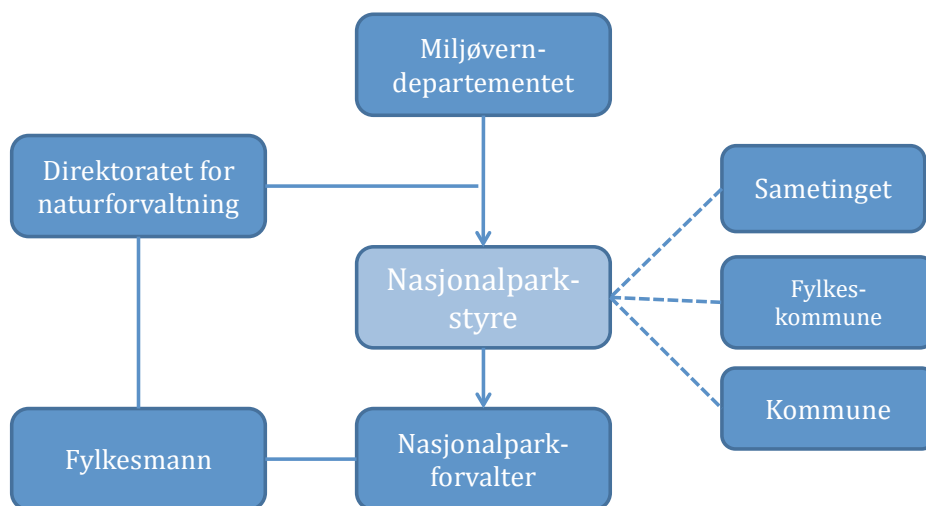 Miljøvern-
departementet
Direktoratet for
naturforvaltning
Sametinget
Nasjonalpark-
styre
Fylkes-
kommune
Kommune
Fylkesmann
Nasjonalpark-
forvalter